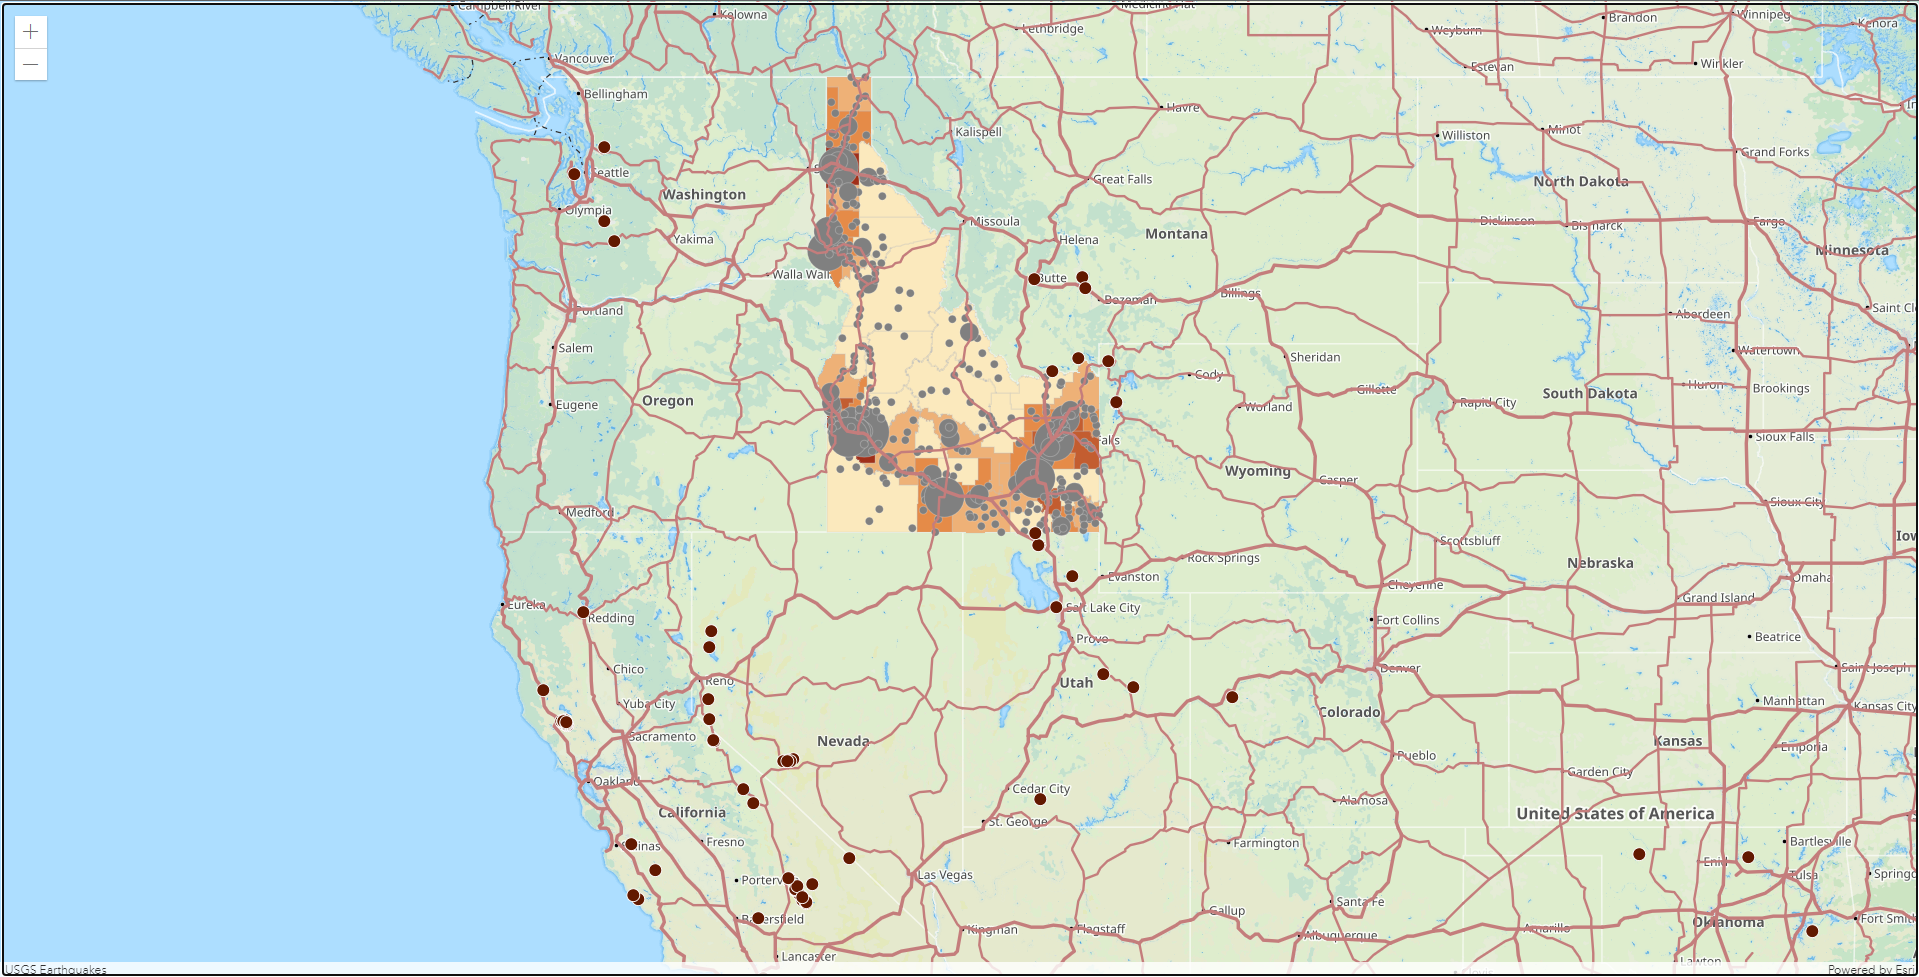 Campbell River
Kelowna
Medicine Hat
Brandon
Winnipeg
Kenora
Lethbridge
Weyburn
Vancouver
Estevan
Winkler
Bellingham
Havre
Kalispell
Williston
Minot
Grand Forks
Seattle
Great Falls
North Dakota
Washington
Olympia
Missoula
Dickinson
Bismarck
Fargo
Yakima
Helena
Montana
Minnesota
Walla Wall
Butte
Bozeman
Billings
Portland
Aberdeen
Saint Cl
Salem
Sheridan
Watertown
Cody
Gillette
Huron
Brookings
Oregon
Eugene
Worland
South Dakota
Rapid City
alls
Sioux Falls
Wyoming
Casper
Sioux City
Medford
Scottsbluff
Iow
Rock Springs
Nebraska
Evanston
Cheyenne
Omaha
Eureka
Salt Lake City
Grand Island
Redding
Fort Collins
Provo
Beatrice
Chico
Denver
Saint Joseph
Reno
Utah
Yuba City
Colorado
Manhattan
Kansas City
Sacramento
Nevada
Kansas
Emporia
Pueblo
Oakland
Garden City
Cedar City
Alamosa
California
St. George
United States of America
Fresno
Farmington
Bartlesville
inas
Enid
Porterv
Las Vegas
Tulsa
Springf
Santa Fe
Gallup
Bakersfield
Oklahoma
Fort Smith
Kingman
Flagstaff
Albuquerque
Amarillo
Lancaster
Lawton
Clovis
USGS Earthquakes
Powered by Esri